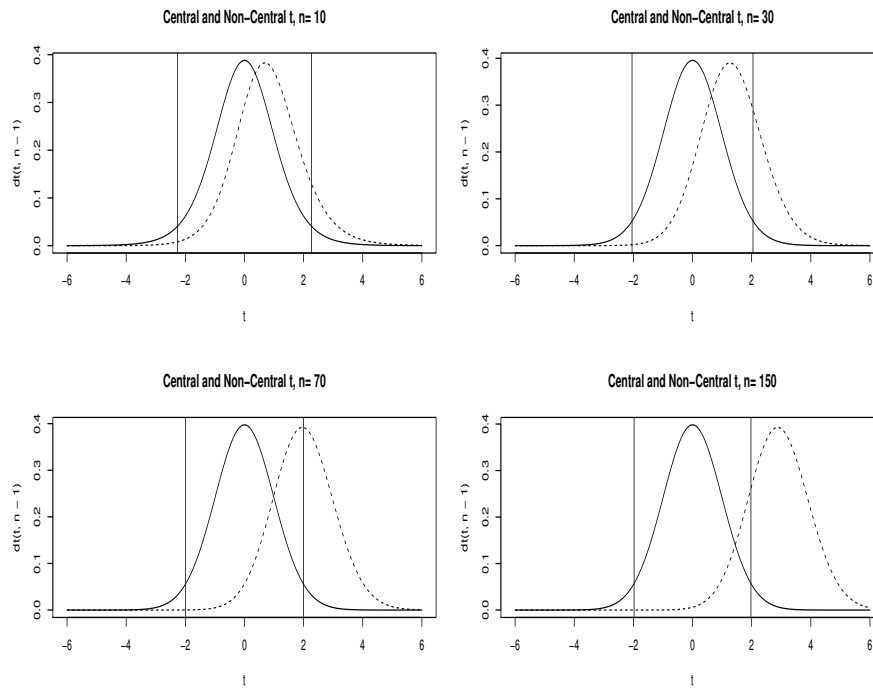 Central and Non−Central t, n= 10
dt(t, n − 1)
0.4
0.3
0.2
0.1
0.0
−6 −4 −2 0 2 4 6
t
Central and Non−Central t, n= 30
dt(t, n − 1)
0.4
0.3
0.2
0.1
0.0
−6 −4 −2 0 2 4 6
t
Central and Non−Central t, n= 70
dt(t, n − 1)
0.4
0.3
0.2
0.1
0.0
−6 −4 −2 0 2 4 6
t
Central and Non−Central t, n= 150
dt(t, n − 1)
0.4
0.3
0.2
0.1
0.0
−6 −4 −2 0 2 4 6
t